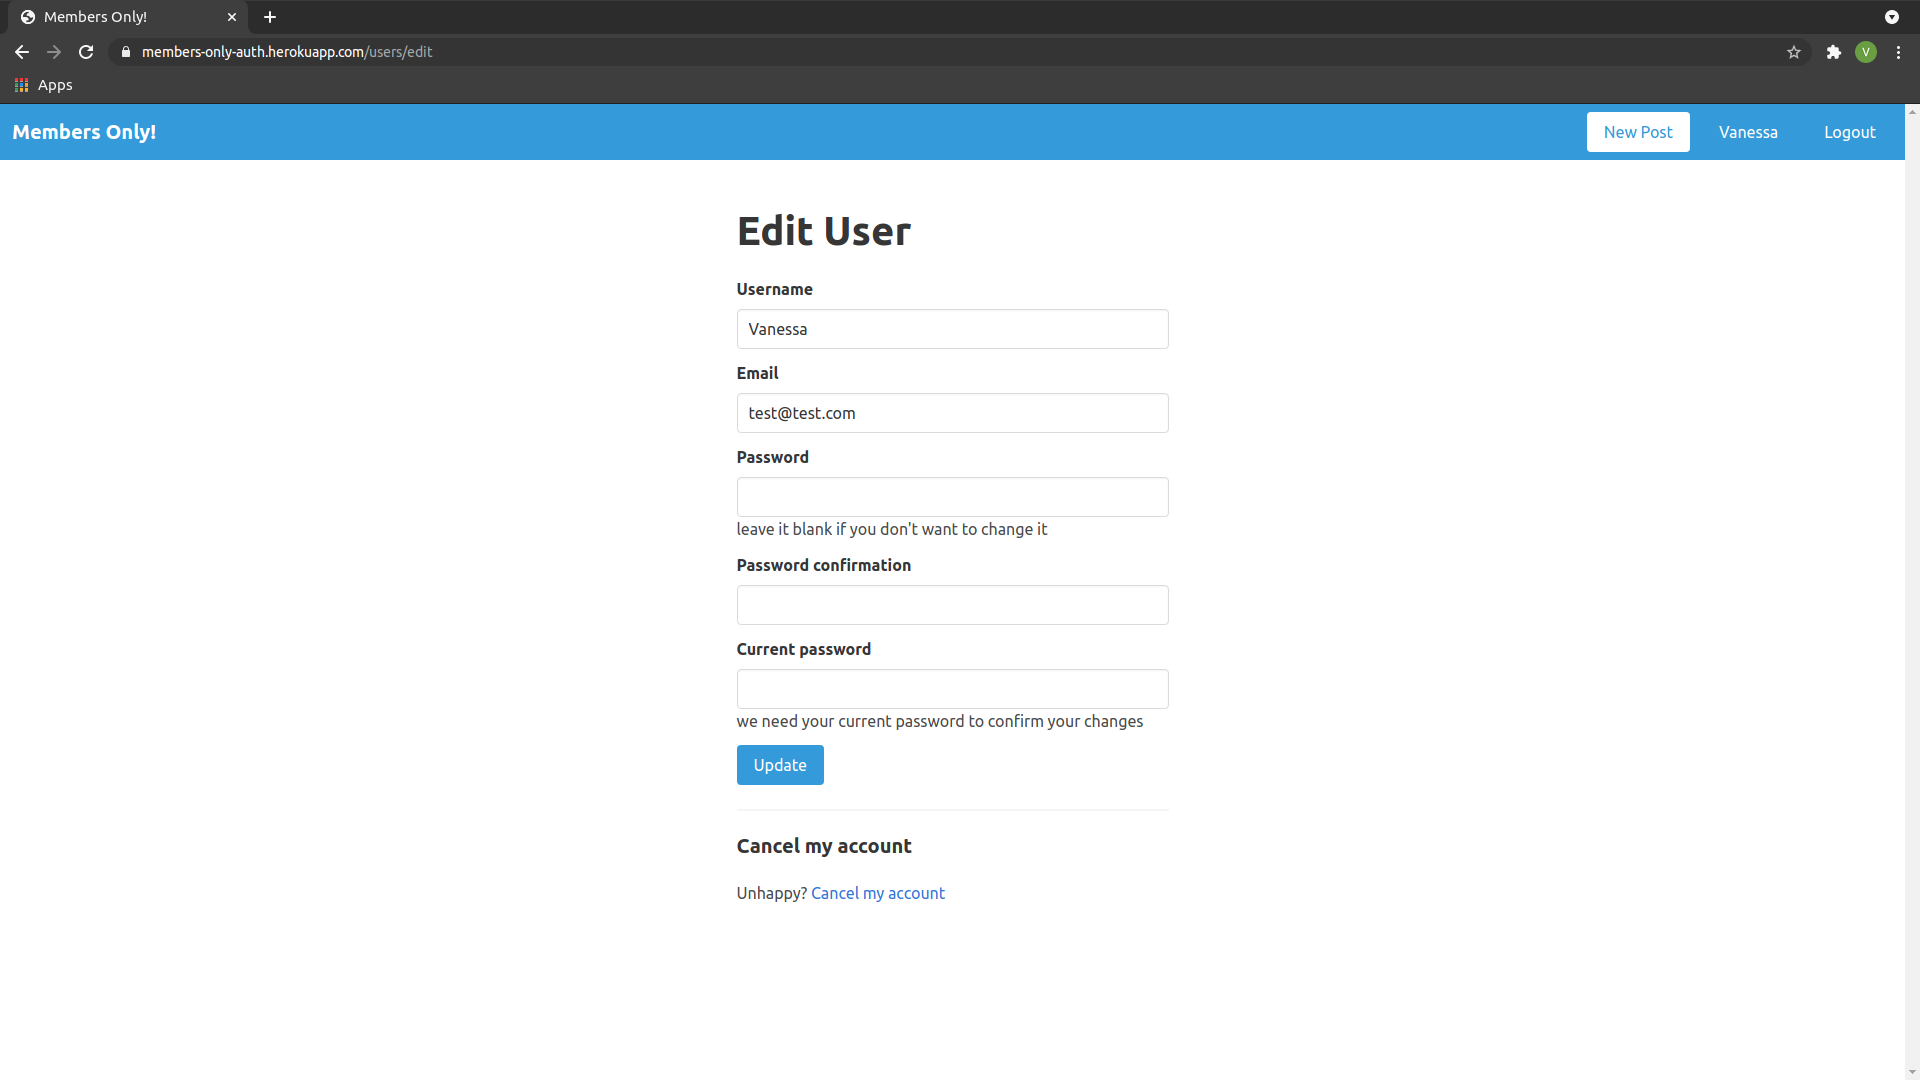 Members Only!
members-only-auth.herokuapp.com/users/edit
V
Apps
Members Only!
New Post
Vanessa
Logout
Edit User
Username
Vanessa
Email
test@test.com
Password
leave it blank if you don't want to change it
Password confirmation
Current password
we need your current password to confirm your changes
Update
Cancel my account
Unhappy? Cancel my account